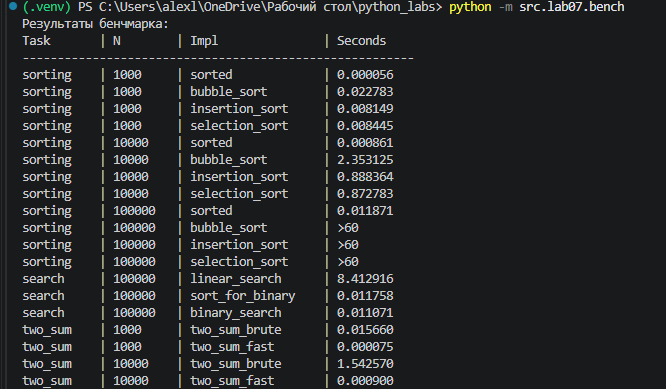 (.venv) PS C:\Users\alexl\OneDrive\Рабочий стол\python_labs> python -m src.lab07.bench
Результаты бенчмарка:
Task | N | Impl | Seconds
--------------------------------------------------
sorting | 1000 | sorted | 0.000056
sorting | 1000 | bubble_sort | 0.022783
sorting | 1000 | insertion_sort | 0.008149
sorting | 1000 | selection_sort | 0.008445
sorting | 10000 | sorted | 0.000861
sorting | 10000 | bubble_sort | 2.353125
sorting | 10000 | insertion_sort | 0.888364
sorting | 10000 | selection_sort | 0.872783
sorting | 100000 | sorted | 0.011871
sorting | 100000 | bubble_sort | >60
sorting | 100000 | insertion_sort | >60
sorting | 100000 | selection_sort | >60
search | 100000 | linear_search | 8.412916
search | 100000 | sort_for_binary | 0.011758
search | 100000 | binary_search | 0.011071
two_sum | 1000 | two_sum_brute | 0.015660
two_sum | 1000 | two_sum_fast | 0.000075
two_sum | 10000 | two_sum_brute | 1.542570
two_sum | 10000 | two_sum_fast | 0.000900